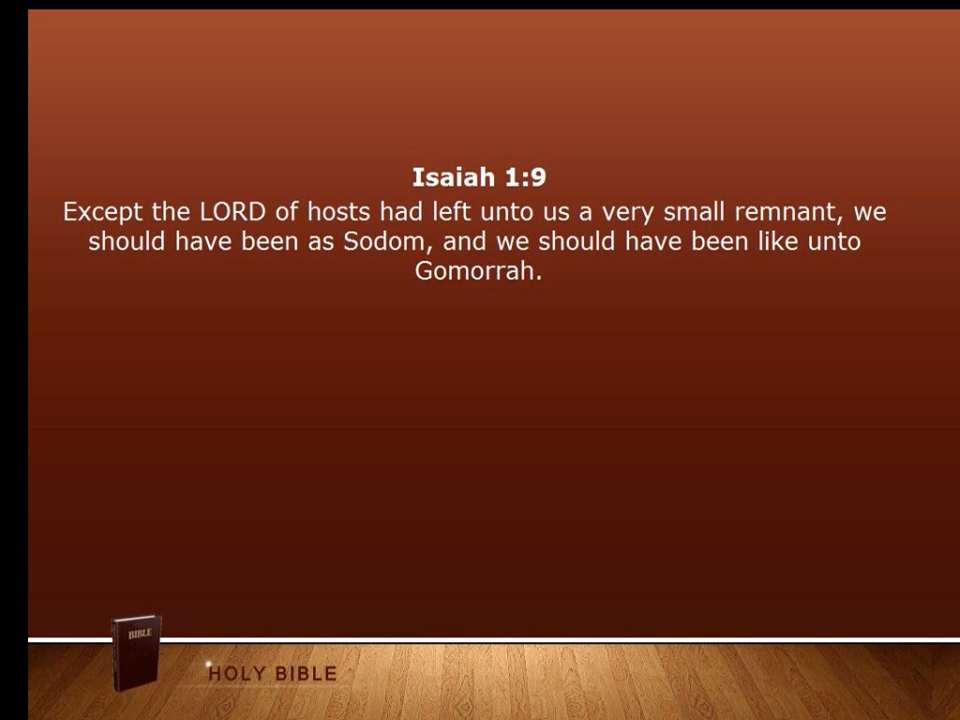 Isaiah 1:9
Except the LORD of hosts had left unto us a very small remnant, we
should have been as Sodom, and we should have been like unto
Gomorrah.
BIBLE
HOLY BIBLE